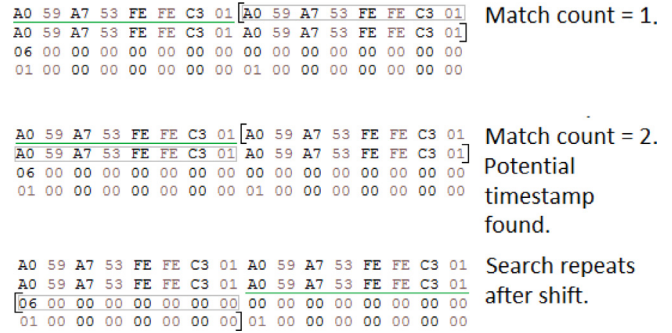 A0 59 A7 53 FE FE C3 01 [A0 59 A7 53 FE FE C3 01
A0 59 A7 53 FE FE C3 01 A0 59 A7 53 FE FE C3 01]
06 00 00 00 00 00 00 00 00 00 00 00 00 00 00 00
01 00 00 00 00 00 00 00 01 00 00 00 00 00 00 00
Match count = 1.
A0 59 A7 53 FE FE C3 01 [A0 59 A7 53 FE FE C3 01
A0 59 A7 53 FE FE C3 01 A0 59 A7 53 FE FE C3 01]
06 00 00 00 00 00 00 00 00 00 00 00 00 00 00 00
01 00 00 00 00 00 00 00 01 00 00 00 00 00 00 00
Match count = 2.
Potential
timestamp
found.
A0 59 A7 53 FE FE C3 01 A0 59 A7 53 FE FE C3 01
A0 59 A7 53 FE FE C3 01 A0 59 A7 53 FE FE C3 01
[06 00 00 00 00 00 00 00 00 00 00 00 00 00 00 00
01 00 00 00 00 00 00 00] 01 00 00 00 00 00 00 00
Search repeats
after shift.